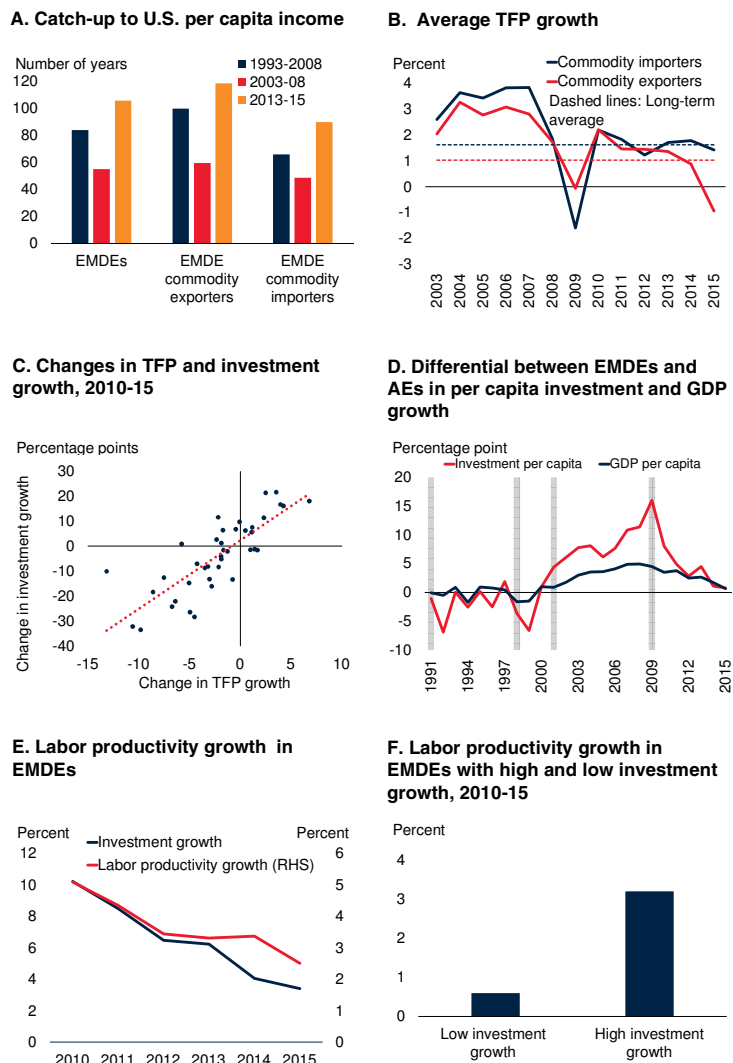 A. Catch-up to U.S. per capita income
Number of years
1993-2008
2003-08
2013-15
120
100
80
60
40
20
0
EMDEs
EMDE commodity exporters
EMDE commodity importers
B. Average TFP growth
Percent
Commodity importers
Commodity exporters
Dashed lines: Long-term
average
4
3
2
1
0
-1
-2
-3
2003 2004 2005 2006 2007 2008 2009 2010 2011 2012 2013 2014 2015
C. Changes in TFP and investment
growth, 2010-15
Percentage points
Change in investment growth
30
20
10
0
-10
-20
-30
-40
-15 -10 -5 0 5 10
Change in TFP growth
D. Differential between EMDEs and
AEs in per capita investment and GDP
growth
Percentage point
Investment per capita
GDP per capita
20
15
10
5
0
-5
-10
1991 1994 1997 2000 2003 2006 2009 2012 2015
E. Labor productivity growth in
EMDEs
Percent
Percent
Investment growth
Labor productivity growth (RHS)
12
10
8
6
4
2
0
6
5
4
3
2
1
0
2010 2011 2012 2013 2014 2015
F. Labor productivity growth in
EMDEs with high and low investment
growth, 2010-15
Percent
4
3
2
1
0
Low investment
growth
High investment
growth